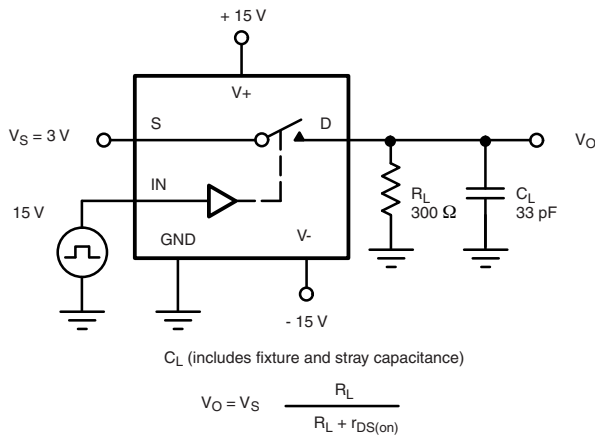 + 15 V
V+
V_S = 3 V
S
D
V_O
IN
15 V
R_L
300 Ω
C_L
33 pF
GND
V-
- 15 V
C_L (includes fixture and stray capacitance)
V_O = V_S R_L
R_L + r_DS(on)